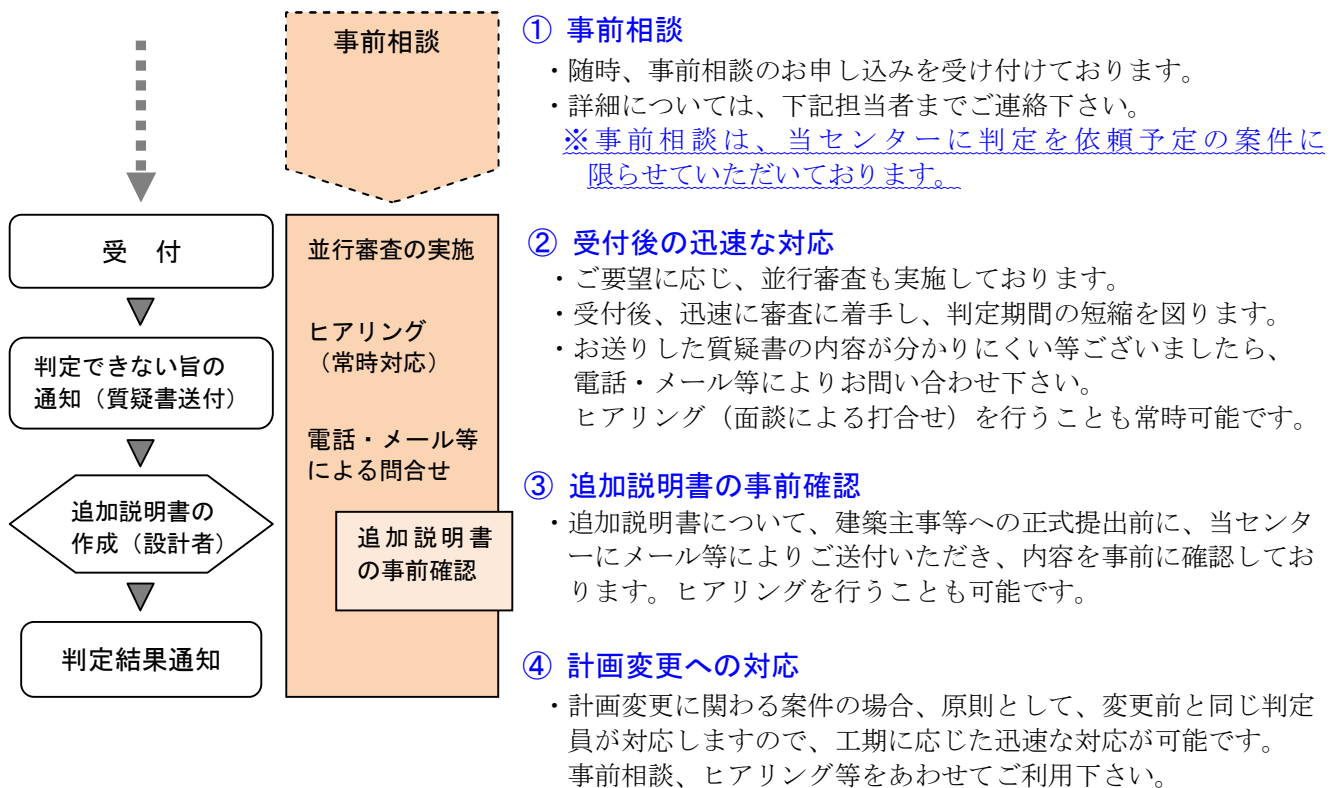 事前相談
① 事前相談
・随時、事前相談のお申し込みを受け付けております。
・詳細については、下記担当者までご連絡下さい。
※事前相談は、当センターに判定を依頼予定の案件に
限らせていただいております。
受 付
判定できない旨の
通知（質疑書送付）
追加説明書の
作成（設計者）
判定結果通知
並行審査の実施
ヒアリング
（常時対応）
電話・メール等
による問合せ
追加説明書
の事前確認
② 受付後の迅速な対応
・ご要望に応じ、並行審査も実施しております。
・受付後、迅速に審査に着手し、判定期間の短縮を図ります。
・お送りした質疑書の内容が分かりにくい等ございましたら、
電話・メール等によりお問い合わせ下さい。
ヒアリング（面談による打合せ）を行うことも常時可能です。
③ 追加説明書の事前確認
・追加説明書について、建築主事等への正式提出前に、当センタ
ーにメール等によりご送付いただき、内容を事前に確認してお
ります。ヒアリングを行うことも可能です。
④ 計画変更への対応
・計画変更に関わる案件の場合、原則として、変更前と同じ判定
員が対応しますので、工期に応じた迅速な対応が可能です。
事前相談、ヒアリング等をあわせてご利用下さい。